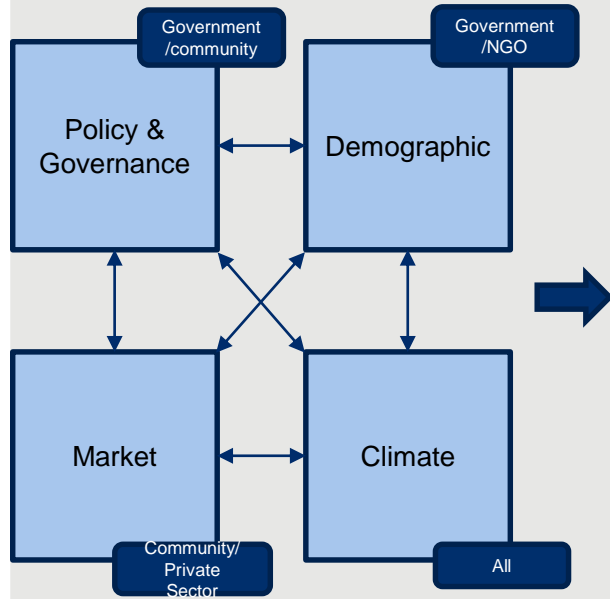 Government
/community
Government
/NGO
Policy &
Governance
Demographic
Market
Climate
Community/
Private
Sector
All